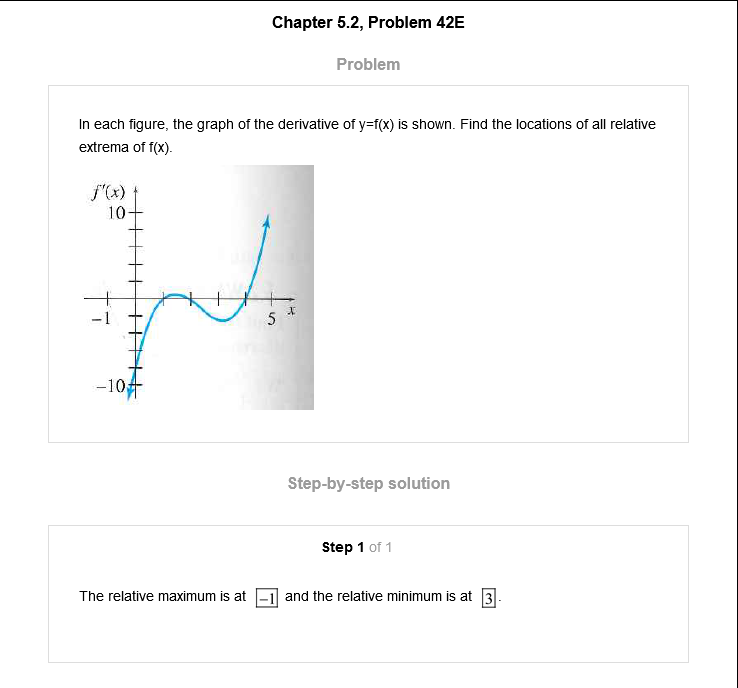 Chapter 5.2, Problem 42E
Problem
In each figure, the graph of the derivative of y=f(x) is shown. Find the locations of all relative
extrema of f(x).
f'(x)
10
-1
5 x
-10
Step-by-step solution
Step 1 of 1
The relative maximum is at -1 and the relative minimum is at 3.